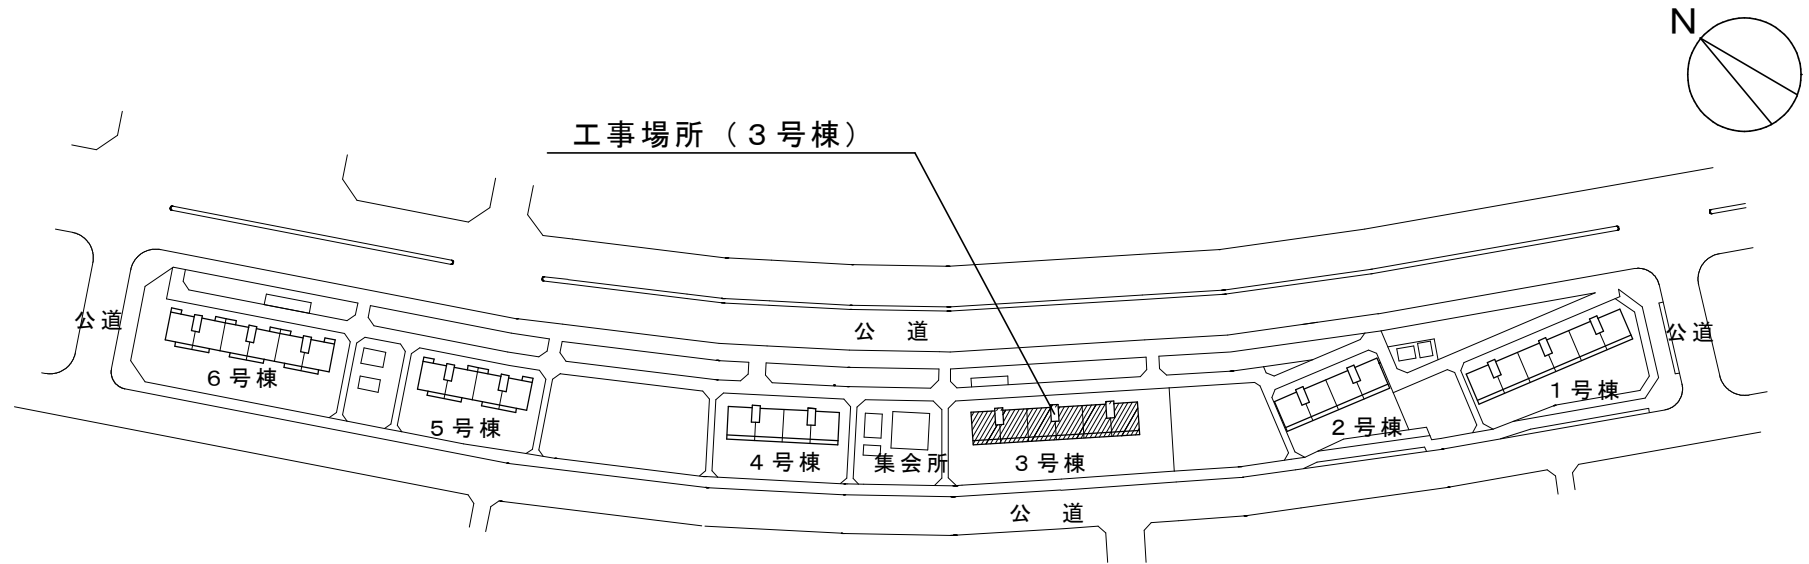 N
工事場所（３号棟）
公道
公　道
公道
６号棟
５号棟
４号棟
集会所
３号棟
２号棟
１号棟
公　道